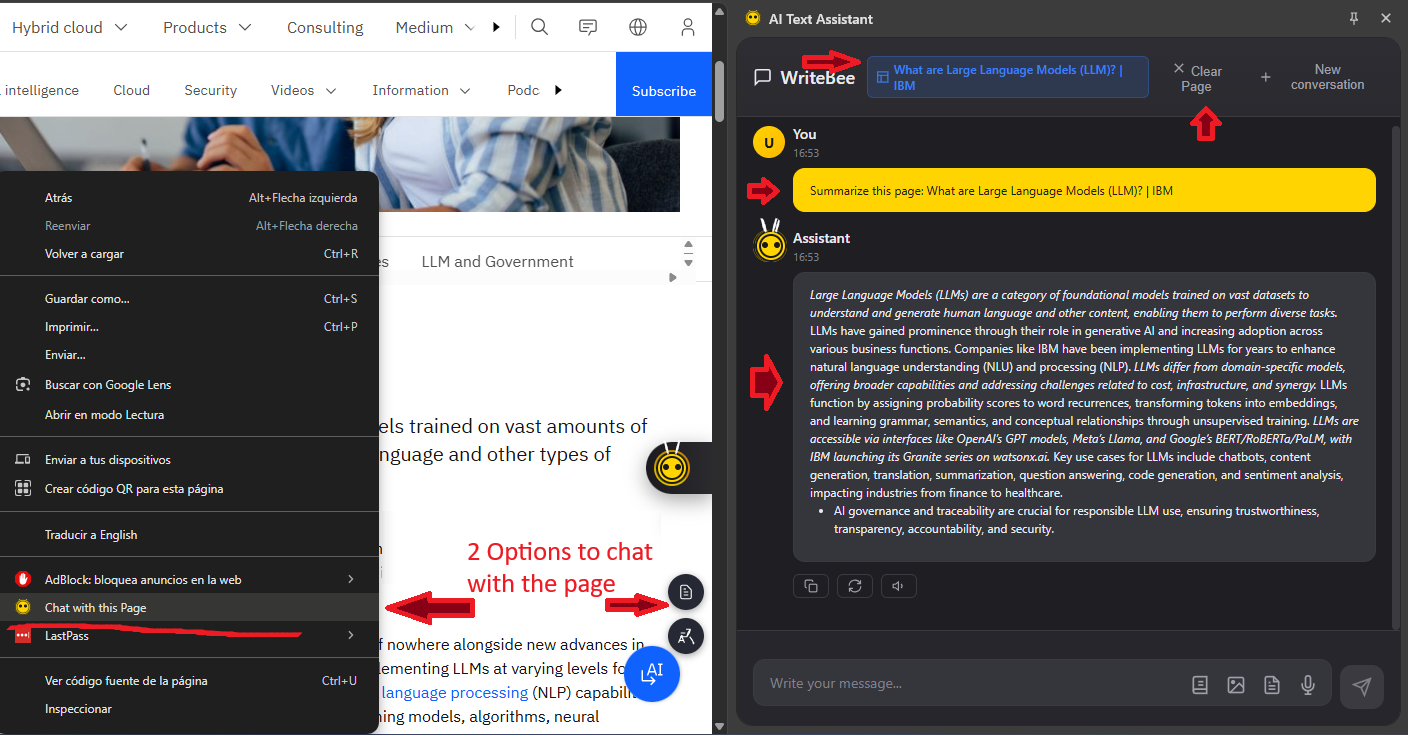 Hybrid cloud
Products
Consulting
Medium
intelligence
Cloud
Security
Videos
Information
Podc
Subscribe
LLM and Government
els trained on vast amounts of
nguage and other types of
2 Options to chat
with the page
f nowhere alongside new advances in
lementing LLMs at varying levels fo
language processing (NLP) capabili
ning models, algorithms, neural
AI
Atrás Alt+Flecha izquierda
Reenviar Alt+Flecha derecha
Volver a cargar Ctrl+R
Guardar como... Ctrl+S
Imprimir... Ctrl+P
Enviar...
Buscar con Google Lens
Abrir en modo Lectura
Enviar a tus dispositivos
Crear código QR para esta página
Traducir a English
AdBlock: bloquea anuncios en la web
Chat with this Page
LastPass
Ver código fuente de la página Ctrl+U
Inspeccionar
AI Text Assistant
WriteBee
What are Large Language Models (LLM)? |
IBM
Clear
Page
New
conversation
U
You
16:53
Summarize this page: What are Large Language Models (LLM)? | IBM
Assistant
16:53
Large Language Models (LLMs) are a category of foundational models trained on vast datasets to
understand and generate human language and other content, enabling them to perform diverse tasks.
LLMs have gained prominence through their role in generative AI and increasing adoption across
various business functions. Companies like IBM have been implementing LLMs for years to enhance
natural language understanding (NLU) and processing (NLP). LLMs differ from domain-specific models,
offering broader capabilities and addressing challenges related to cost, infrastructure, and synergy. LLMs
function by assigning probability scores to word recurrences, transforming tokens into embeddings,
and learning grammar, semantics, and conceptual relationships through unsupervised training. LLMs are
accessible via interfaces like OpenAI's GPT models, Meta's Llama, and Google's BERT/RoBERTa/PaLM, with
IBM launching its Granite series on watsonx.ai. Key use cases for LLMs include chatbots, content
generation, translation, summarization, question answering, code generation, and sentiment analysis,
impacting industries from finance to healthcare.
• AI governance and traceability are crucial for responsible LLM use, ensuring trustworthiness,
transparency, accountability, and security.
Write your message...